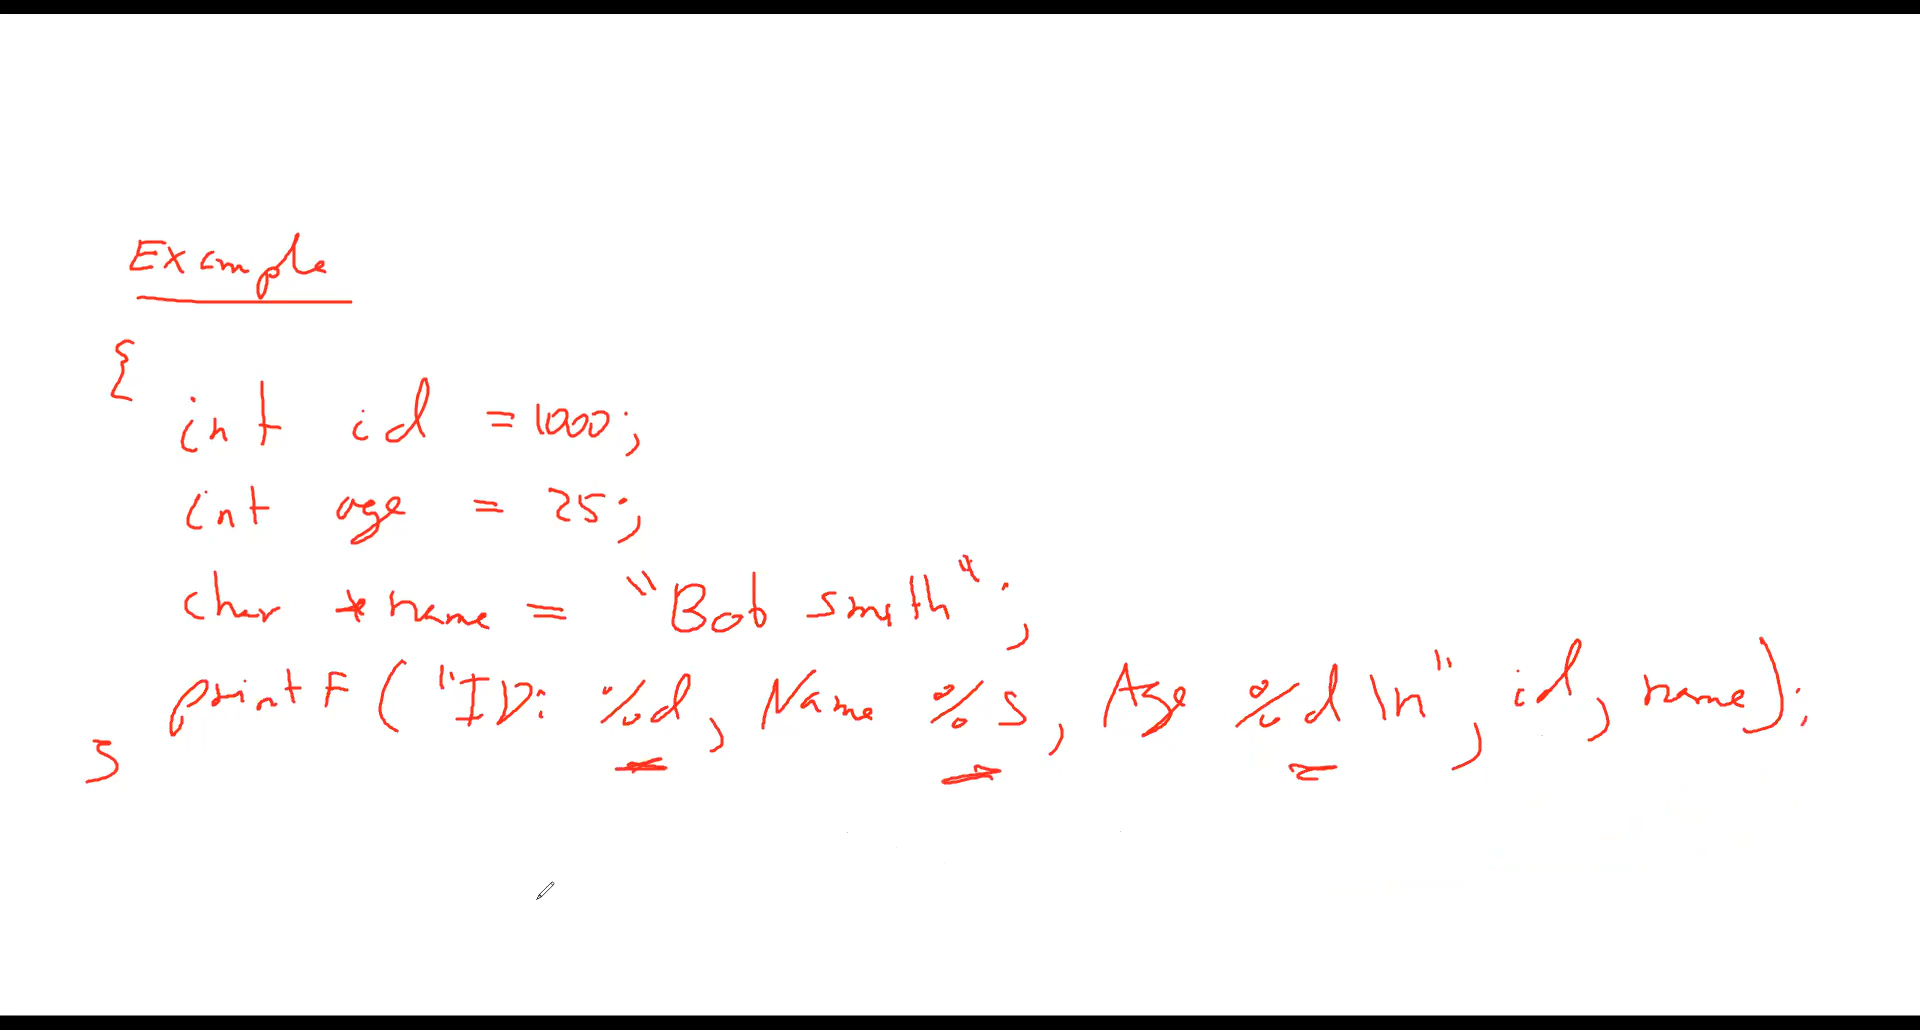 Example
{
int id = 1000;
int age = 25;
char *name = "Bob smith";
printF ("ID: %d, Name %s, Age %d \n", id, name);
}